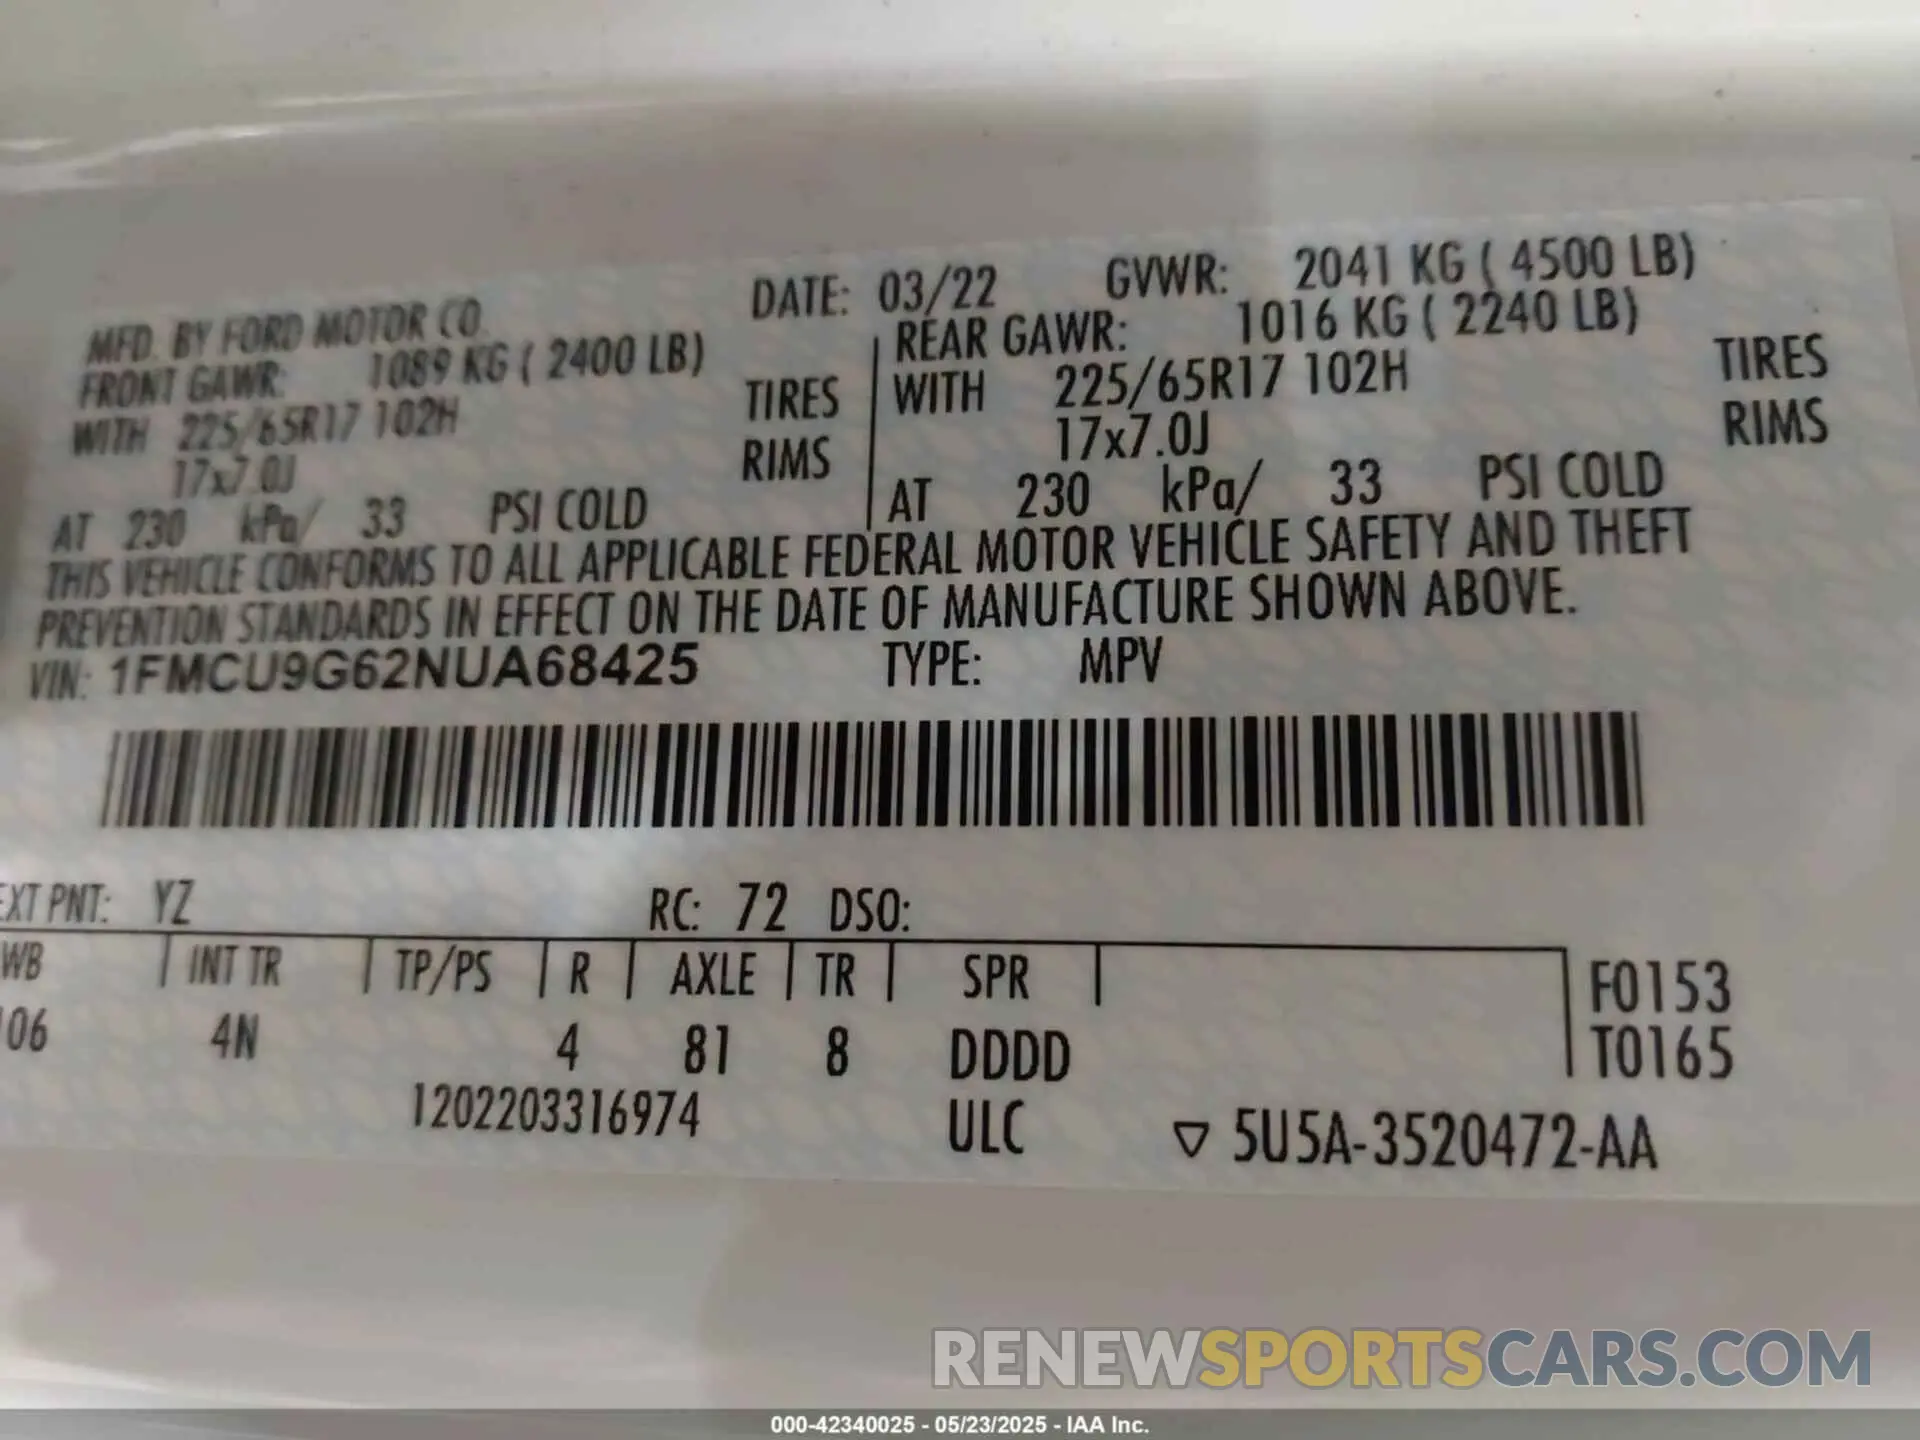 MFD. BY FORD MOTOR CO. DATE: 03/22 GVWR: 2041 KG ( 4500 LB)
FRONT GAWR: 1089 KG ( 2400 LB) REAR GAWR: 1016 KG ( 2240 LB)
WITH 225/65R17 102H TIRES WITH 225/65R17 102H TIRES
17x7.0J RIMS 17x7.0J RIMS
AT 230 kPa/ 33 PSI COLD AT 230 kPa/ 33 PSI COLD
THIS VEHICLE CONFORMS TO ALL APPLICABLE FEDERAL MOTOR VEHICLE SAFETY AND THEFT
PREVENTION STANDARDS IN EFFECT ON THE DATE OF MANUFACTURE SHOWN ABOVE.
VIN: 1FMCU9G62NUA68425 TYPE: MPV
EXT PNT: YZ RC: 72 DSO:
WB INT TR TP/PS R AXLE TR SPR F0153
106 4N 4 81 8 DDDD T0165
1202203316974 ULC ▽ 5U5A-3520472-AA
RENEWSPORTSCARS.COM
000-42340025 - 05/23/2025 - IAA Inc.